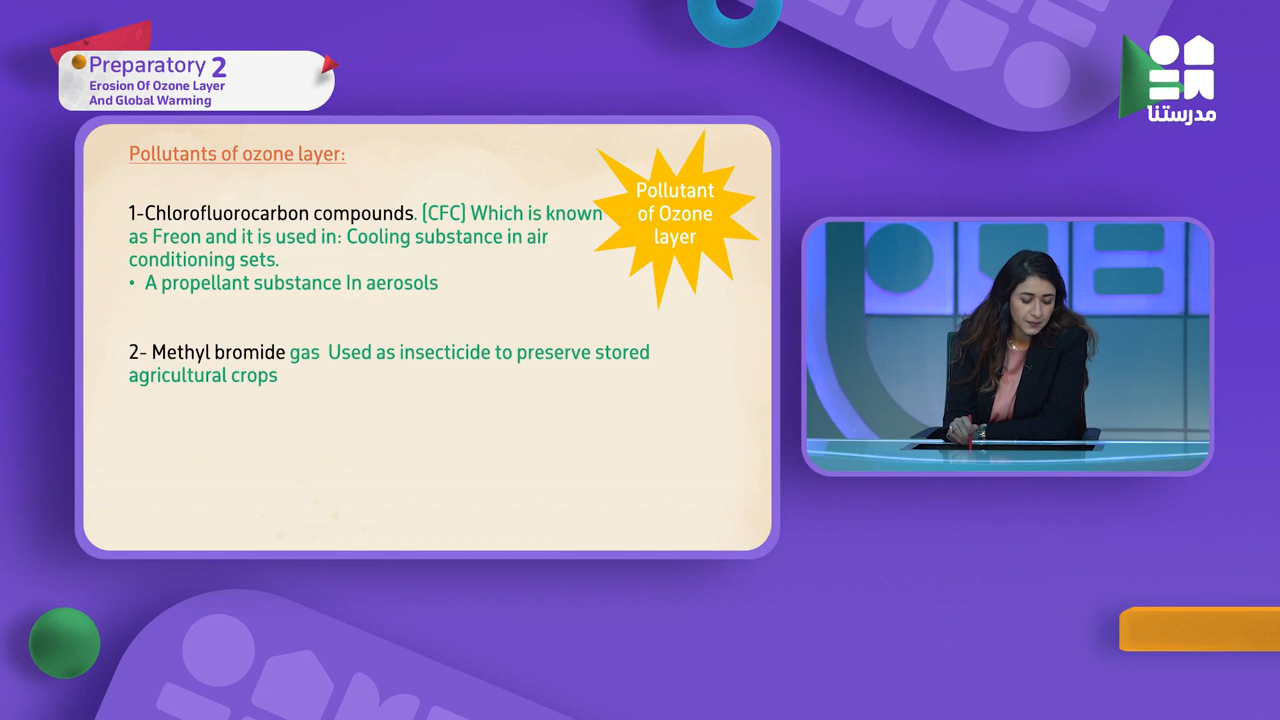 Preparatory 2
Erosion Of Ozone Layer
And Global Warming
مدرستنا
Pollutants of ozone layer:
Pollutant
of Ozone
layer
1-Chlorofluorocarbon compounds. (CFC) Which is known
as Freon and it is used in: Cooling substance in air
conditioning sets.
• A propellant substance In aerosols
2- Methyl bromide gas Used as insecticide to preserve stored
agricultural crops